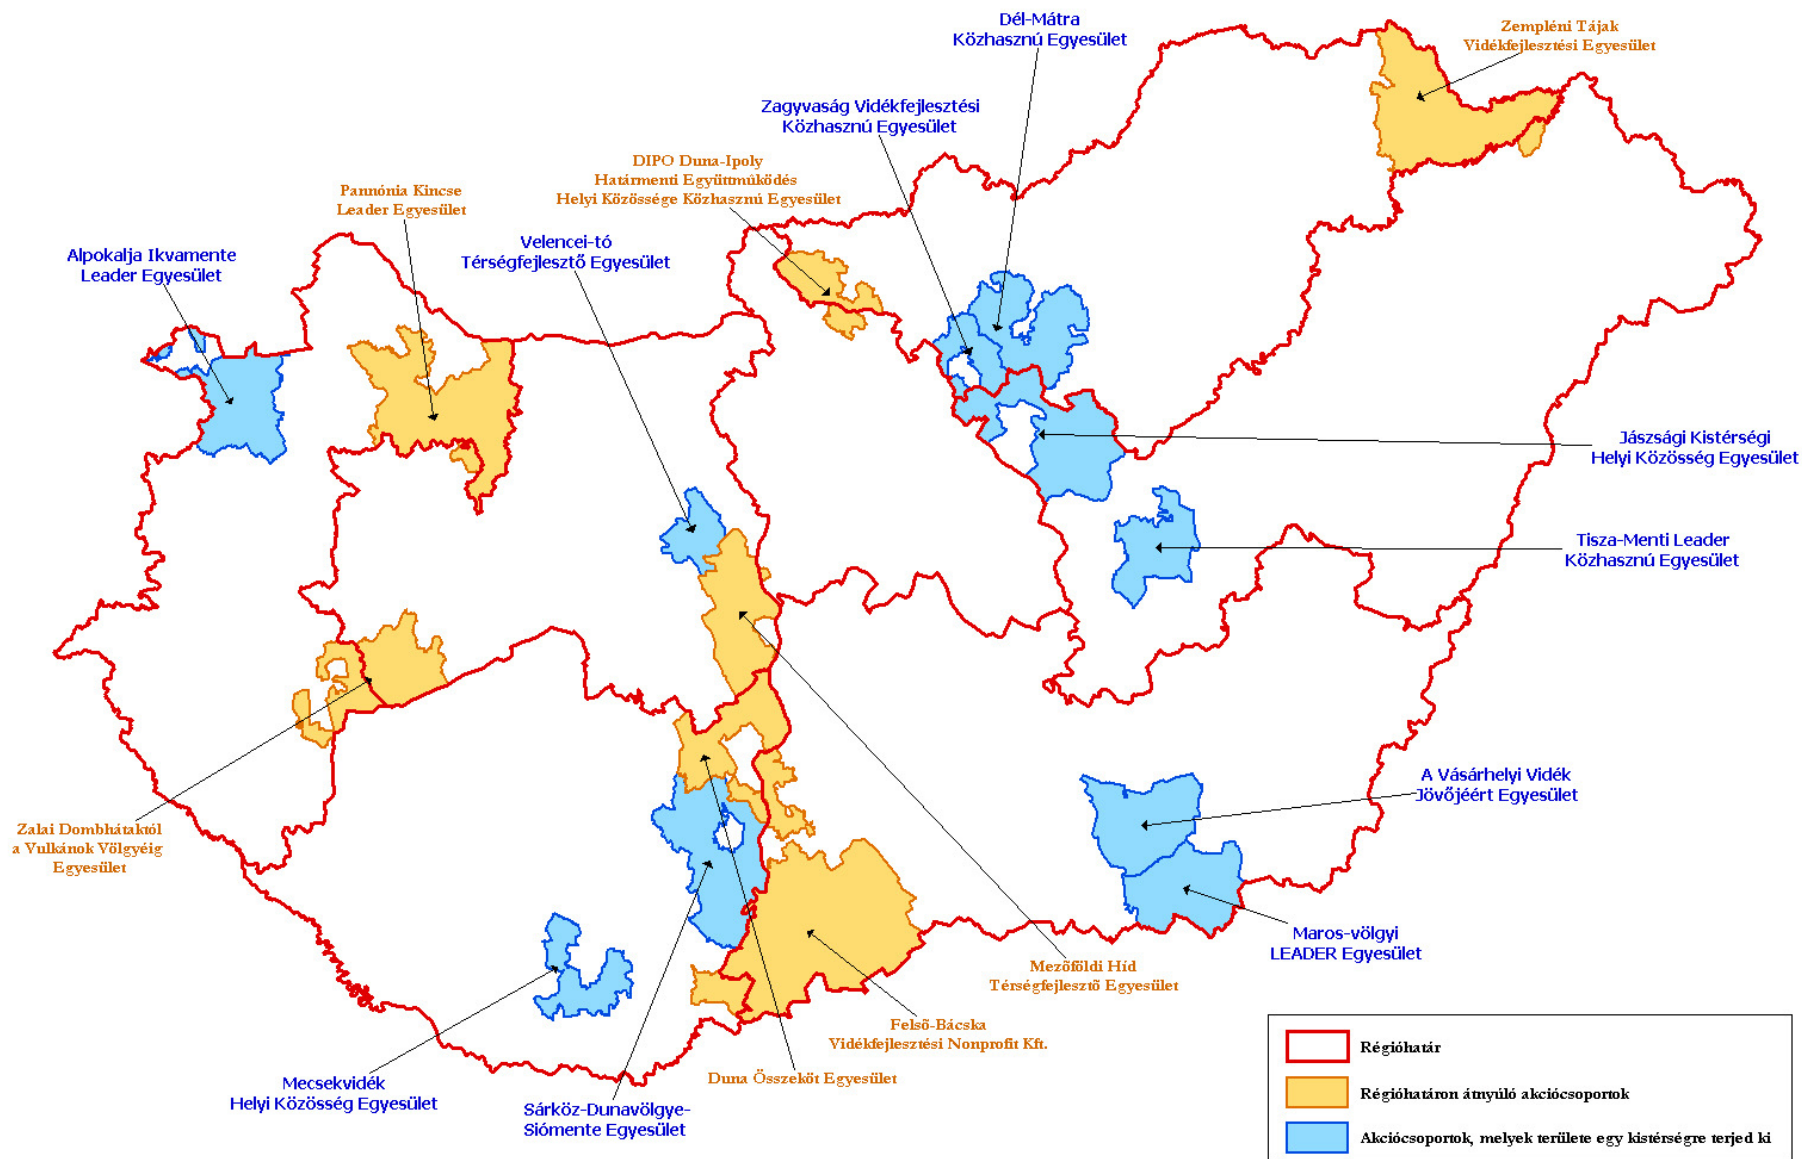 Dél-Mátra
Közhasznú Egyesület
Zempléni Tájak
Vidékfejlesztési Egyesület
Zagyvaság Vidékfejlesztési
Közhasznú Egyesület
DIPO Duna-Ipoly
Határmenti Együttmûködés
Helyi Közössége Közhasznú Egyesület
Pannónia Kincse
Leader Egyesület
Velencei-tó
Térségfejlesztő Egyesület
Alpokalja Ikvamente
Leader Egyesület
Jászsági Kistérségi
Helyi Közösség Egyesület
Tisza-Menti Leader
Közhasznú Egyesület
A Vásárhelyi Vidék
Jövőjéért Egyesület
Zalai Dombhátaktól
a Vulkánok Völgyéig
Egyesület
Maros-völgyi
LEADER Egyesület
Mezõföldi Híd
Térségfejlesztõ Egyesület
Felsõ-Bácska
Vidékfejlesztési Nonprofit Kft.
Duna Összeköt Egyesület
Mecsekvidék
Helyi Közösség Egyesület
Sárköz-Dunavölgye-
Siómente Egyesület
Régióhatár
Régióhatáron átnyúló akciócsoportok
Akciócsoportok, melyek területe egy kistérségre terjed ki